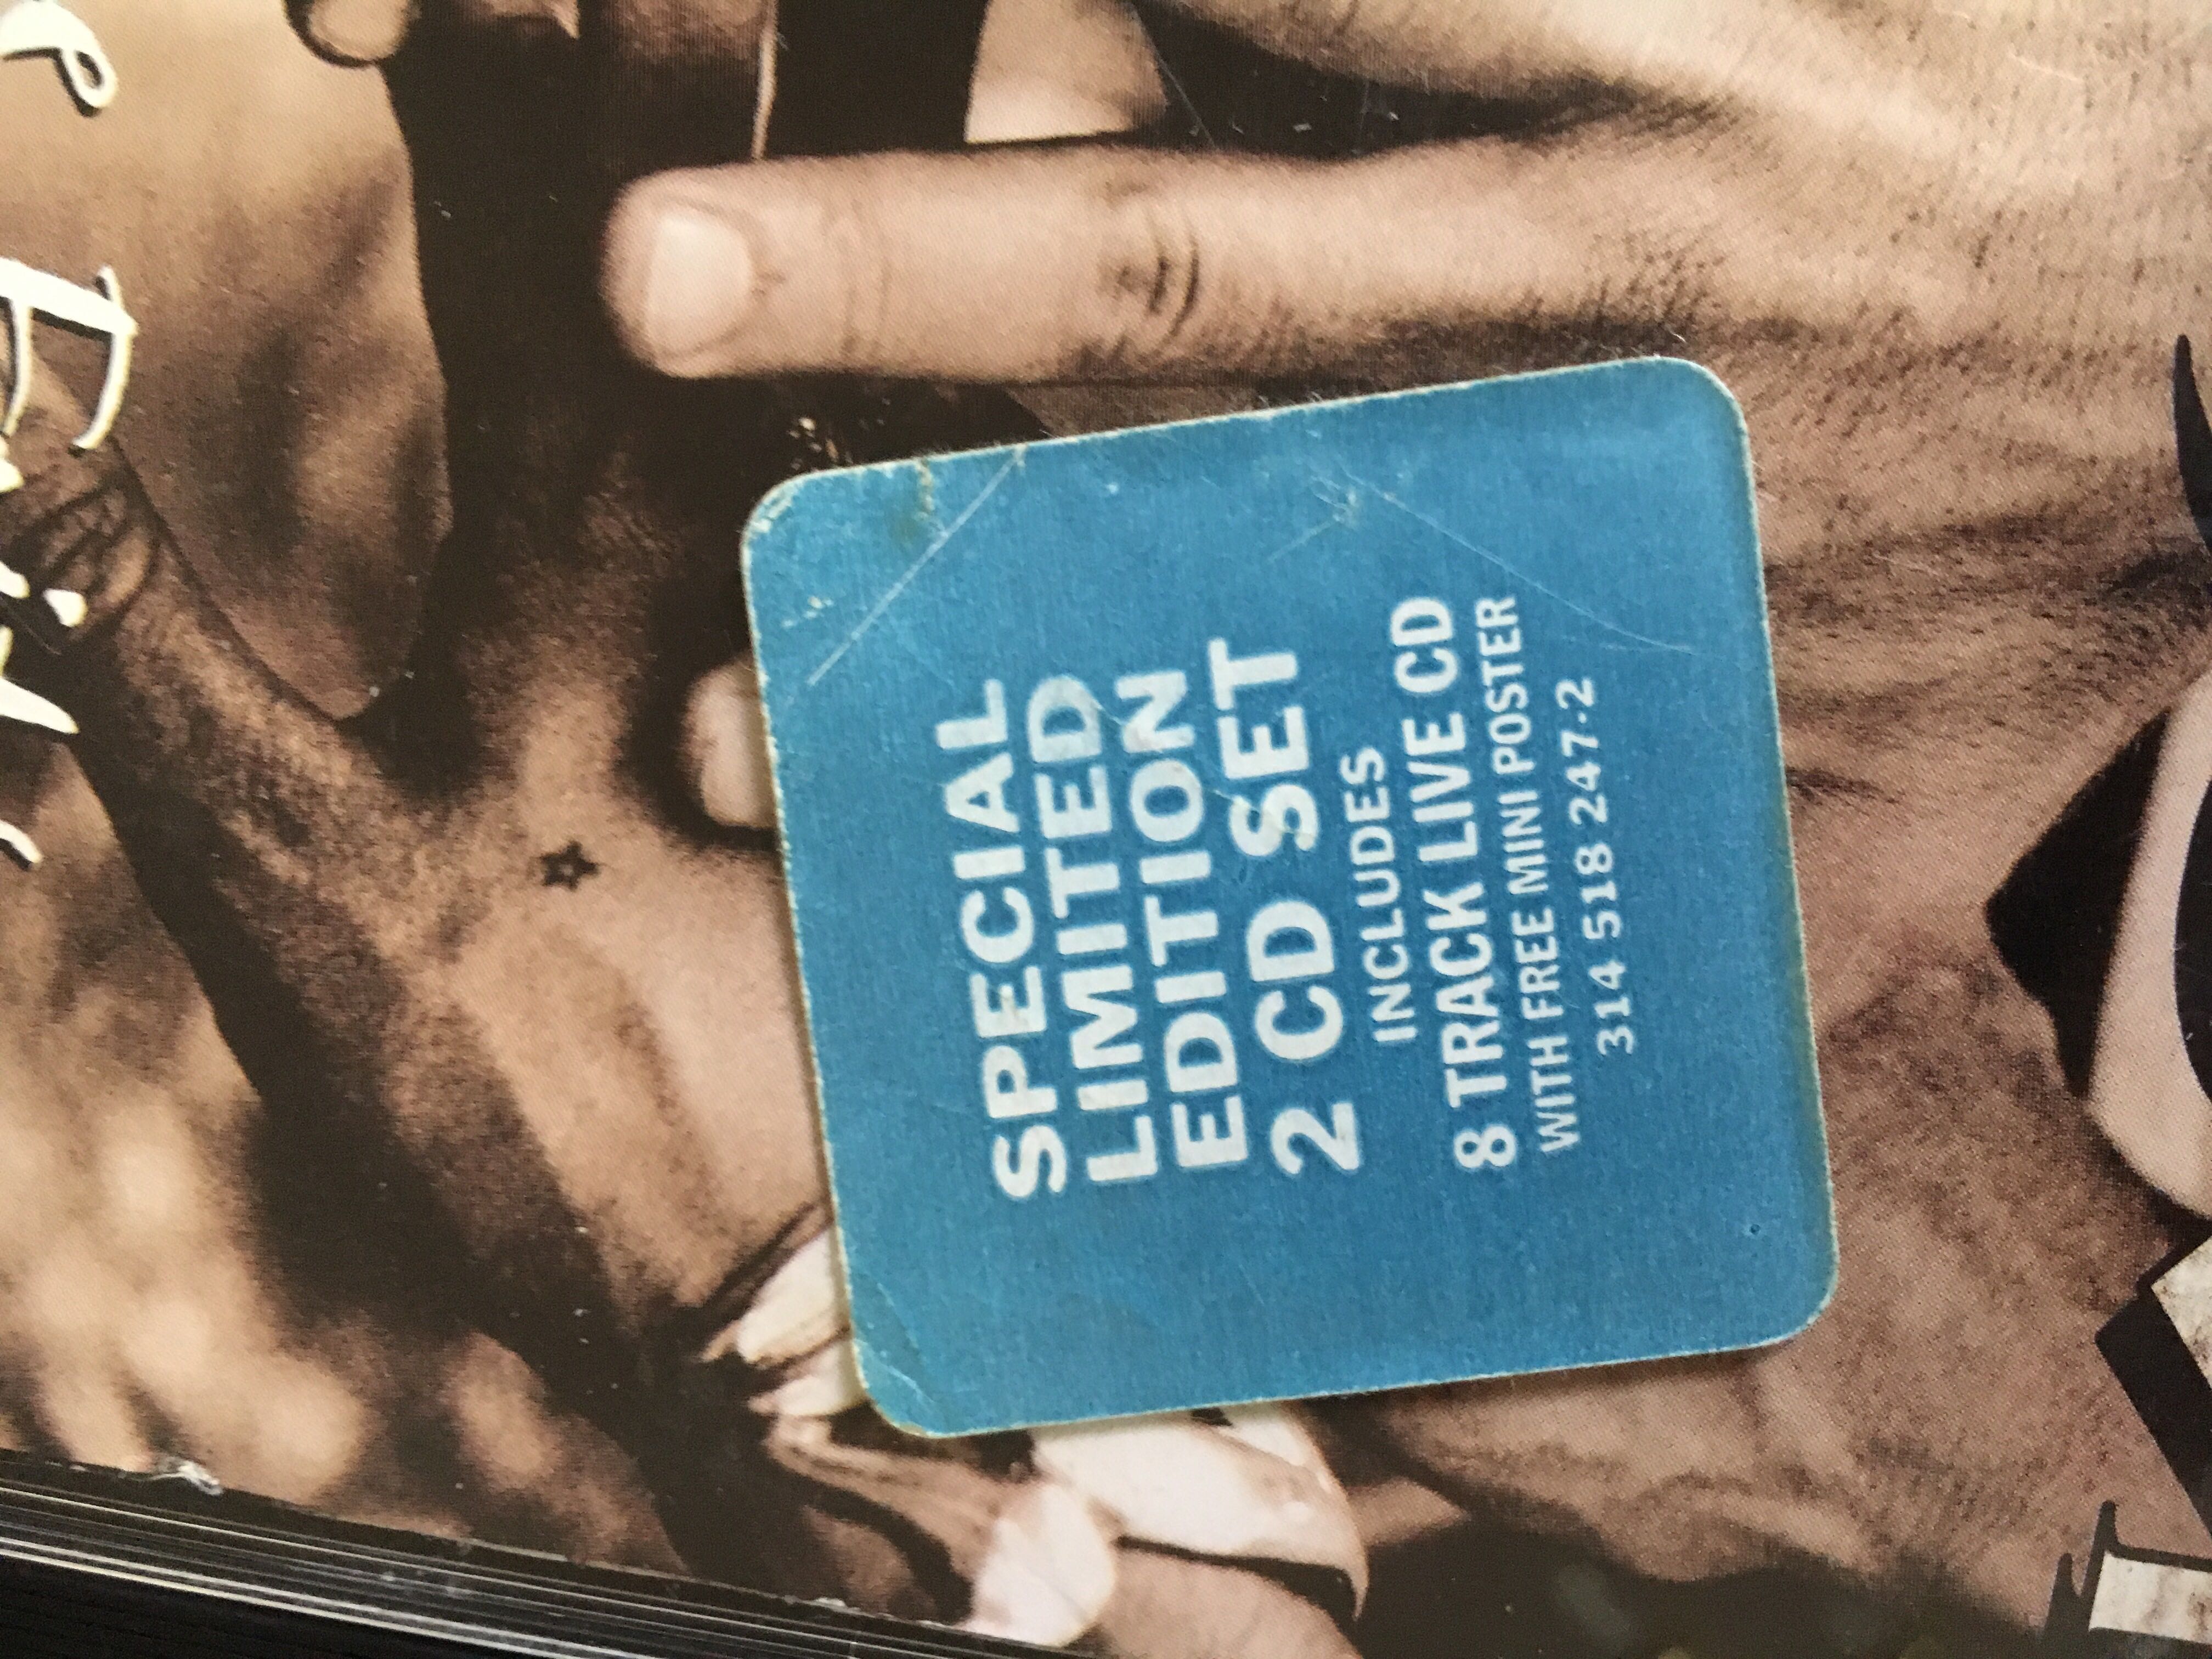 SPECIAL
LIMITED
EDITION
2 CD SET
INCLUDES
8 TRACK LIVE CD
WITH FREE MINI POSTER
314 518 247-2